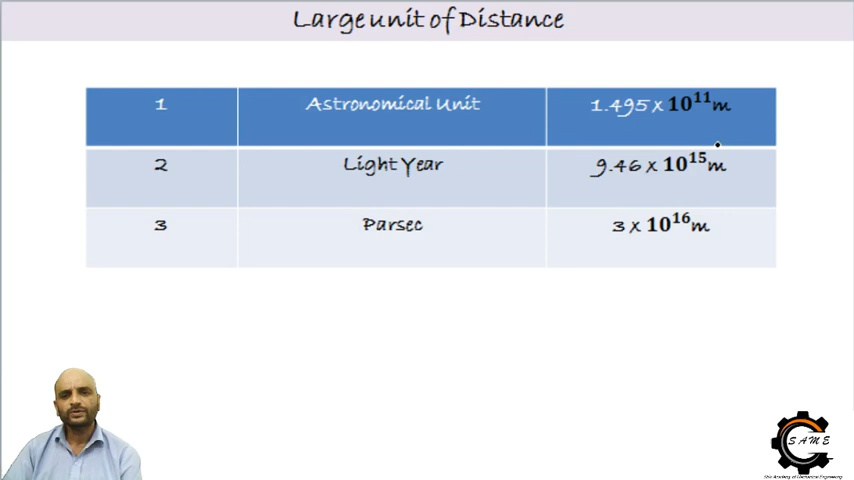 Large unit of Distance
1 Astronomical Unit 1.495 x 10¹¹m
2 Light Year 9.46 x 10¹⁵m
3 Parsec 3 x 10¹⁶m
SAME